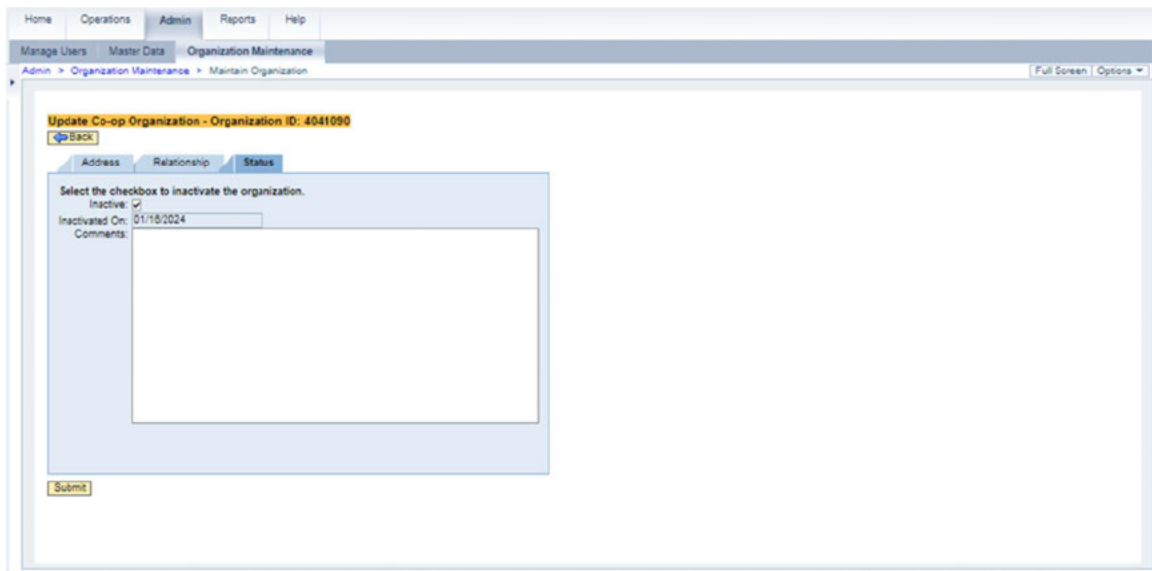 Home Operations Admin Reports Help
Manage Users Master Data Organization Maintenance
Admin > Organization Maintenance > Maintain Organization Full Screen Options
Update Co-op Organization - Organization ID: 4041090
Back
Address Relationship Status
Select the checkbox to inactivate the organization.
Inactive:
Inactivated On: 01/16/2024
Comments:
Submit